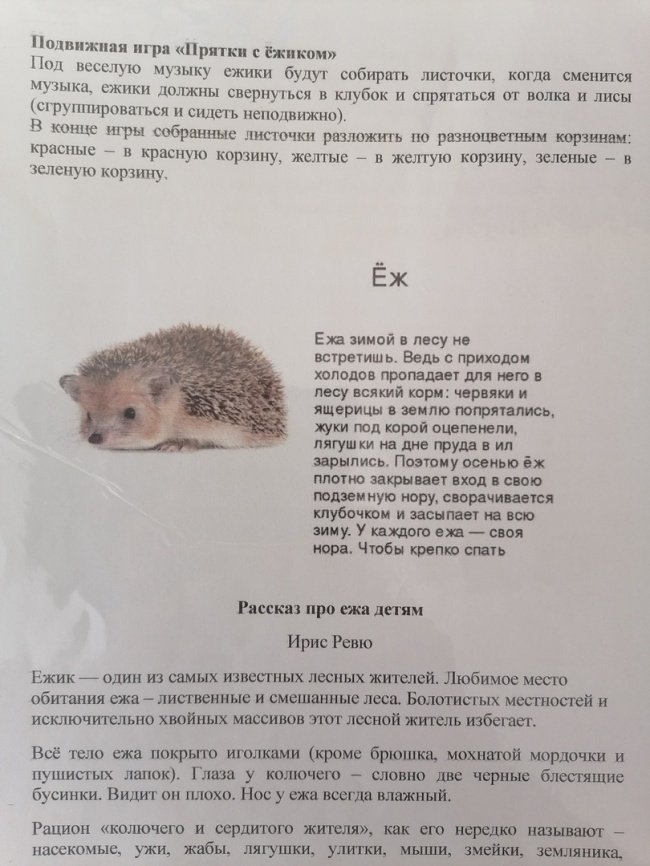 Подвижная игра «Прятки с ёжиком»
Под веселую музыку ежики будут собирать листочки, когда сменится
музыка, ежики должны свернуться в клубок и спрятаться от волка и лисы
(сгруппироваться и сидеть неподвижно).
В конце игры собранные листочки разложить по разноцветным корзинам:
красные – в красную корзину, желтые – в желтую корзину, зеленые – в
зеленую корзину.
Ёж
Ежа зимой в лесу не
встретишь. Ведь с приходом
холодов пропадает для него в
лесу всякий корм: червяки и
ящерицы в землю попрятались,
жуки под корой оцепенели,
лягушки на дне пруда в ил
зарылись. Поэтому осенью ёж
плотно закрывает вход в свою
подземную нору, сворачивается
клубочком и засыпает на всю
зиму. У каждого ежа — своя
нора. Чтобы крепко спать
Рассказ про ежа детям
Ирис Ревю
Ежик — один из самых известных лесных жителей. Любимое место
обитания ежа – лиственные и смешанные леса. Болотистых местностей и
исключительно хвойных массивов этот лесной житель избегает.
Всё тело ежа покрыто иголками (кроме брюшка, мохнатой мордочки и
пушистых лапок). Глаза у колючего – словно две черные блестящие
бусинки. Видит он плохо. Нос у ежа всегда влажный.
Рацион «колючего и сердитого жителя», как его нередко называют –
насекомые, ужи, жабы, лягушки, улитки, мыши, змейки, земляника,